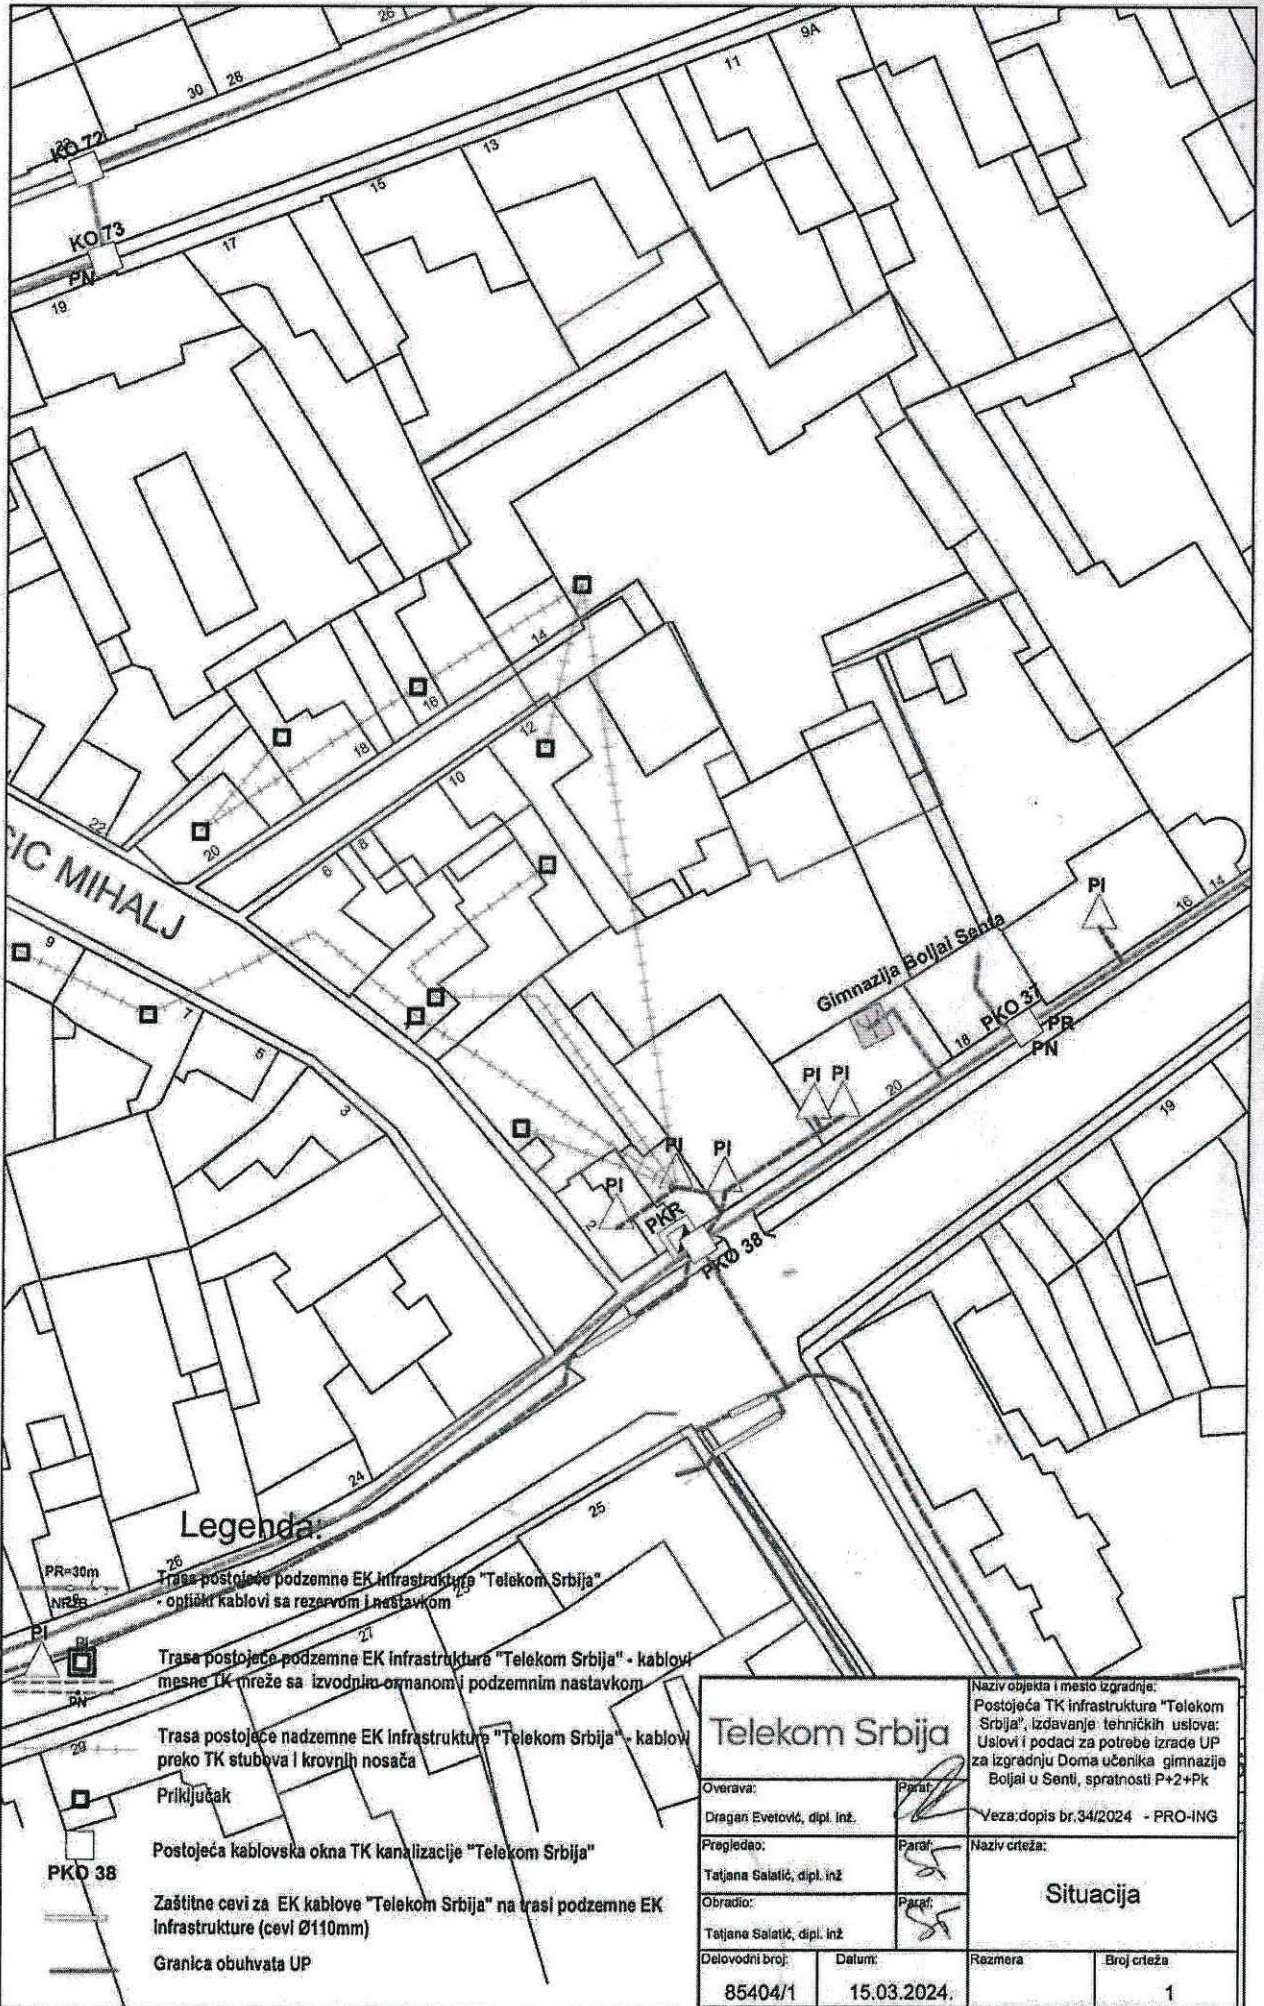 26
9A
11
30
28
KO 72
13
15
KO 73
17
PN
19
14
16
12
18
10
22
20
8
6
MIHALJ
PI
16
14
9
Gimnazija Boljai Senta
7
PKO 37
PR
PN
18
5
PI
PI
20
3
19
PI
PI
PI
2
PKR
PKO 38
24
25
Legenda:
26
PR=30m
Trasa postojeće podzemne EK infrastrukture "Telekom Srbija"
- optički kablovi sa rezervom i nastavkom
27
PI
PI
Trasa postojeće podzemne EK infrastrukture "Telekom Srbija" - kablovi
mesne TK mreže sa izvodnim ormanom i podzemnim nastavkom
PN
29
Trasa postojeće nadzemne EK infrastrukture "Telekom Srbija" - kablovi
preko TK stubova i krovnih nosača
Priključak
Postojeća kablovska okna TK kanalizacije "Telekom Srbija"
PKO 38
Zaštitne cevi za EK kablove "Telekom Srbija" na trasi podzemne EK
infrastrukture (cevi Ø110mm)
Granica obuhvata UP
Telekom Srbija
Naziv objekta i mesto izgradnje:
Postojeća TK infrastruktura "Telekom
Srbija", izdavanje tehničkih uslova:
Uslovi i podaci za potrebe izrade UP
za izgradnju Doma učenika gimnazije
Boljai u Senti, spratnosti P+2+Pk
Veza:dopis br.34/2024 - PRO-ING
Overava:
Paraf:
Dragan Evetović, dipl. inž.
Pregledao:
Paraf:
Tatjana Salatić, dipl. inž
Naziv crteža:
Situacija
Obradio:
Paraf:
Tatjana Salatić, dipl. inž
Delovodni broj:
Datum:
Razmera
Broj crteža
85404/1
15.03.2024.
1